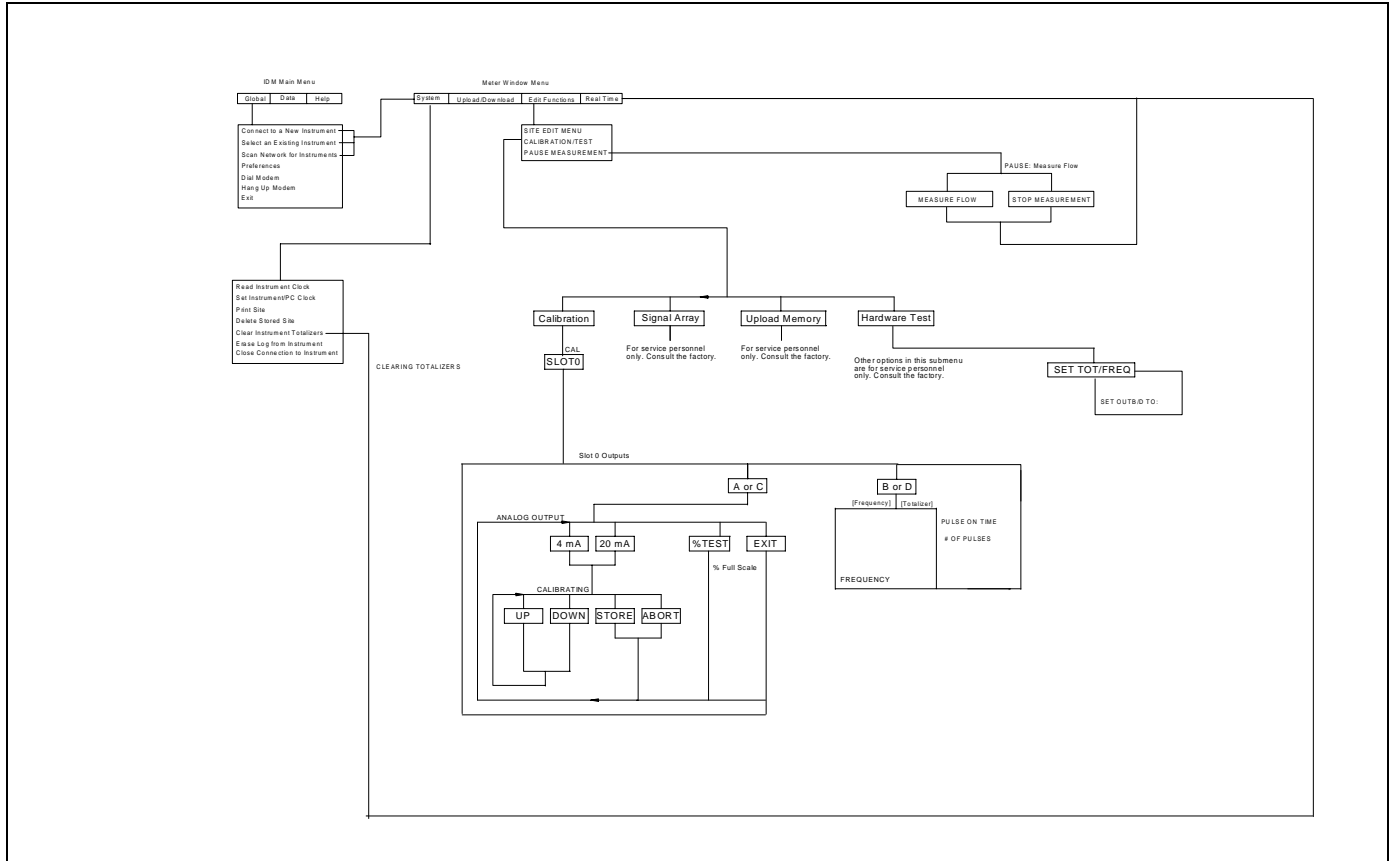 IDM Main Menu
Global Data Help
Connect to a New Instrument
Select an Existing Instrument
Scan Network for Instruments
Preferences
Dial Modem
Hang Up Modem
Exit
Meter Window Menu
System Upload/Download Edit Functions Real Time
SITE EDIT MENU
CALIBRATION/TEST
PAUSE MEASUREMENT
PAUSE: Measure Flow
MEASURE FLOW STOP MEASUREMENT
Read Instrument Clock
Set Instrument/PC Clock
Print Site
Delete Stored Site
Clear Instrument Totalizers
Erase Log from Instrument
Close Connection to Instrument
CLEARING TOTALIZERS
Calibration Signal Array Upload Memory Hardware Test
CAL
SLOT0
For service personnel
only. Consult the factory.
For service personnel
only. Consult the factory.
Other options in this submenu
are for service personnel
only. Consult the factory.
SET TOT/FREQ
SET OUTB/D TO:
Slot 0 Outputs
A or C
B or D
[Frequency] [Totalizer]
ANALOG OUTPUT
4 mA 20 mA %TEST EXIT
% Full Scale
CALIBRATING
UP DOWN STORE ABORT
PULSE ON TIME
# OF PULSES
FREQUENCY